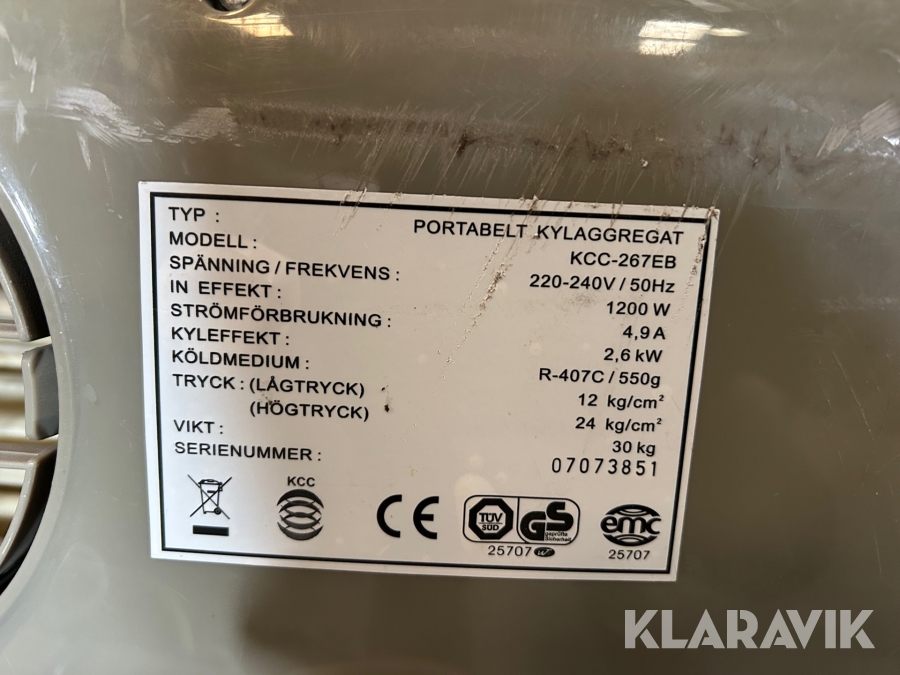 TYP : PORTABELT KYLAGGREGAT
MODELL : KCC-267EB
SPÄNNING / FREKVENS : 220-240V / 50Hz
IN EFFEKT : 1200 W
STRÖMFÖRBRUKNING : 4,9 A
KYLEFFEKT : 2,6 kW
KÖLDMEDIUM : R-407C / 550g
TRYCK : (LÅGTRYCK) 12 kg/cm²
(HÖGTRYCK) 24 kg/cm²
VIKT : 30 kg
SERIENUMMER : 07073851
KCC
CE
TÜV
SÜD
GS
geprüfte
Sicherheit
25707
emc
25707
KLARAVIK